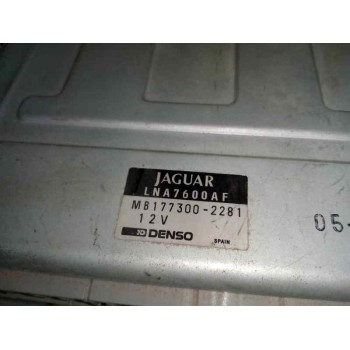 JAGUAR
LNA7600AF
MB177300-2281
12V
DENSO
SPAIN
05-